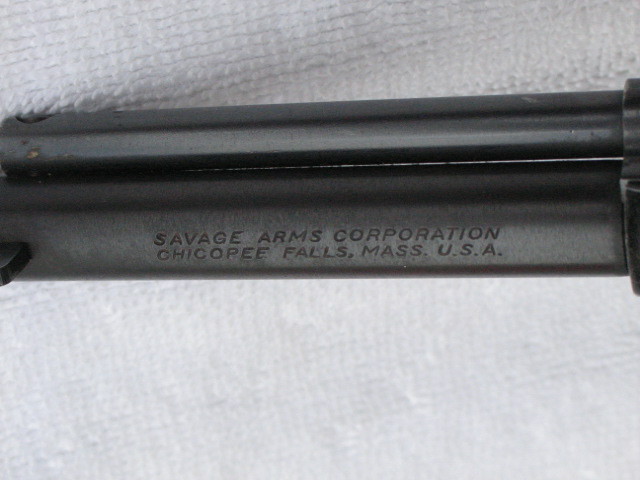 SAVAGE ARMS CORPORATION
CHICOPEE FALLS, MASS. U.S.A.